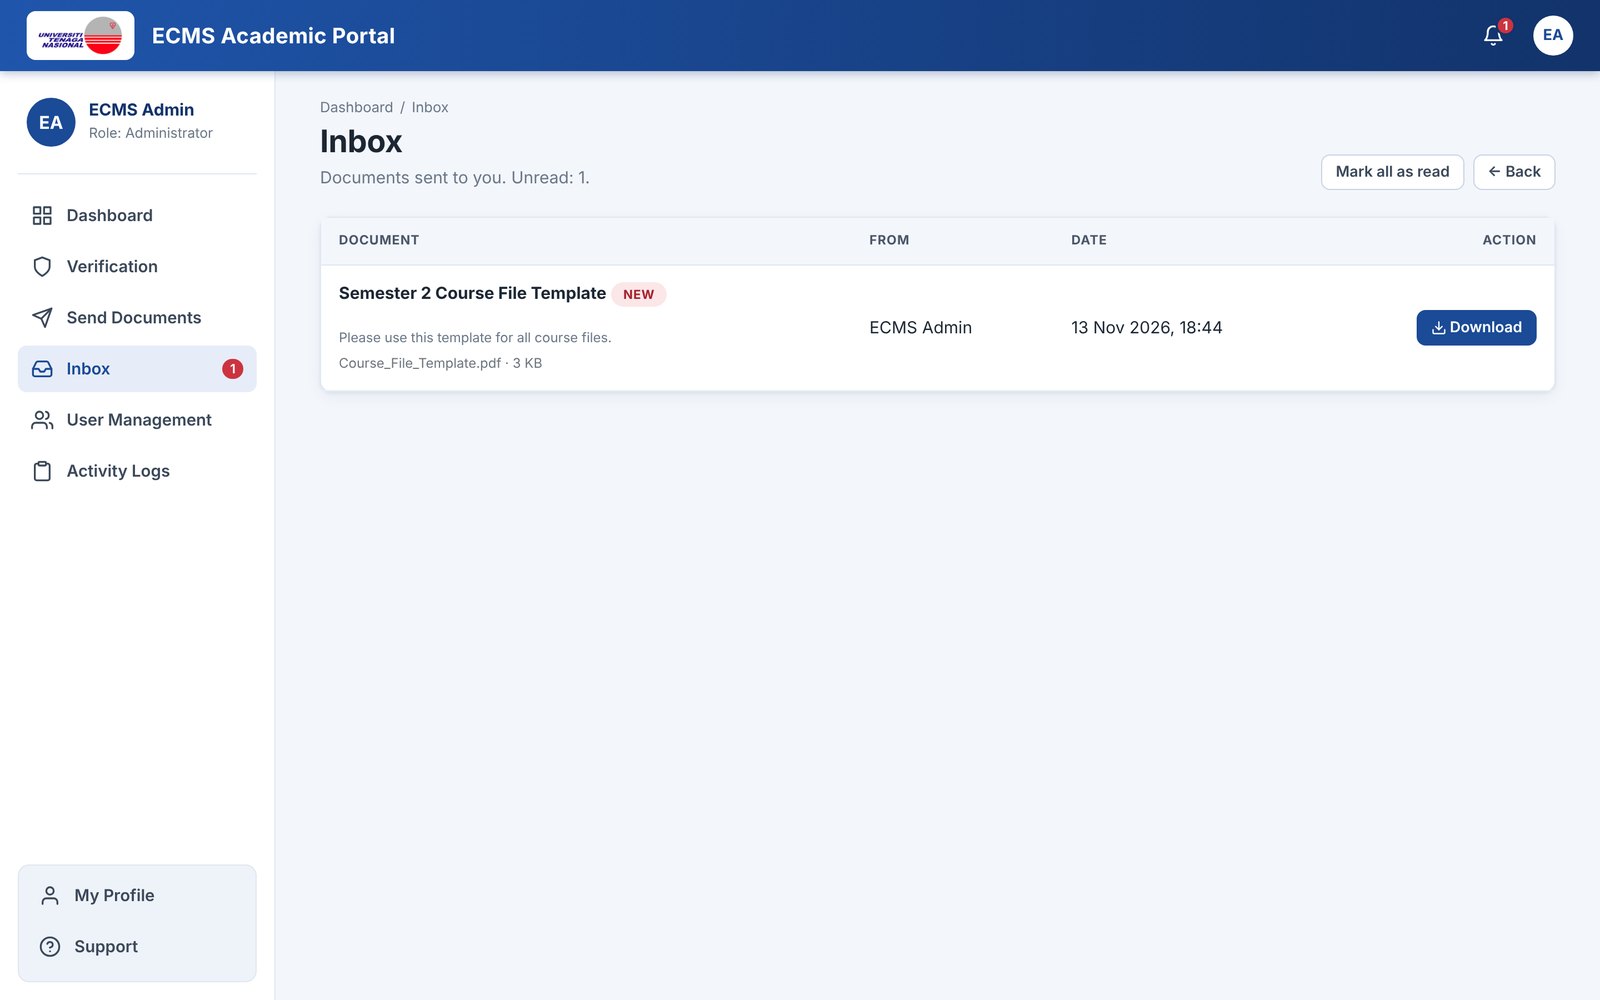 UNIVERSITI
TENAGA
NASIONAL
ECMS Academic Portal
1
EA
EA
ECMS Admin
Role: Administrator
Dashboard
Verification
Send Documents
Inbox
1
User Management
Activity Logs
My Profile
Support
Dashboard / Inbox
Inbox
Documents sent to you. Unread: 1.
Mark all as read
← Back
DOCUMENT
FROM
DATE
ACTION
Semester 2 Course File Template NEW
Please use this template for all course files.
Course_File_Template.pdf · 3 KB
ECMS Admin
13 Nov 2026, 18:44
Download